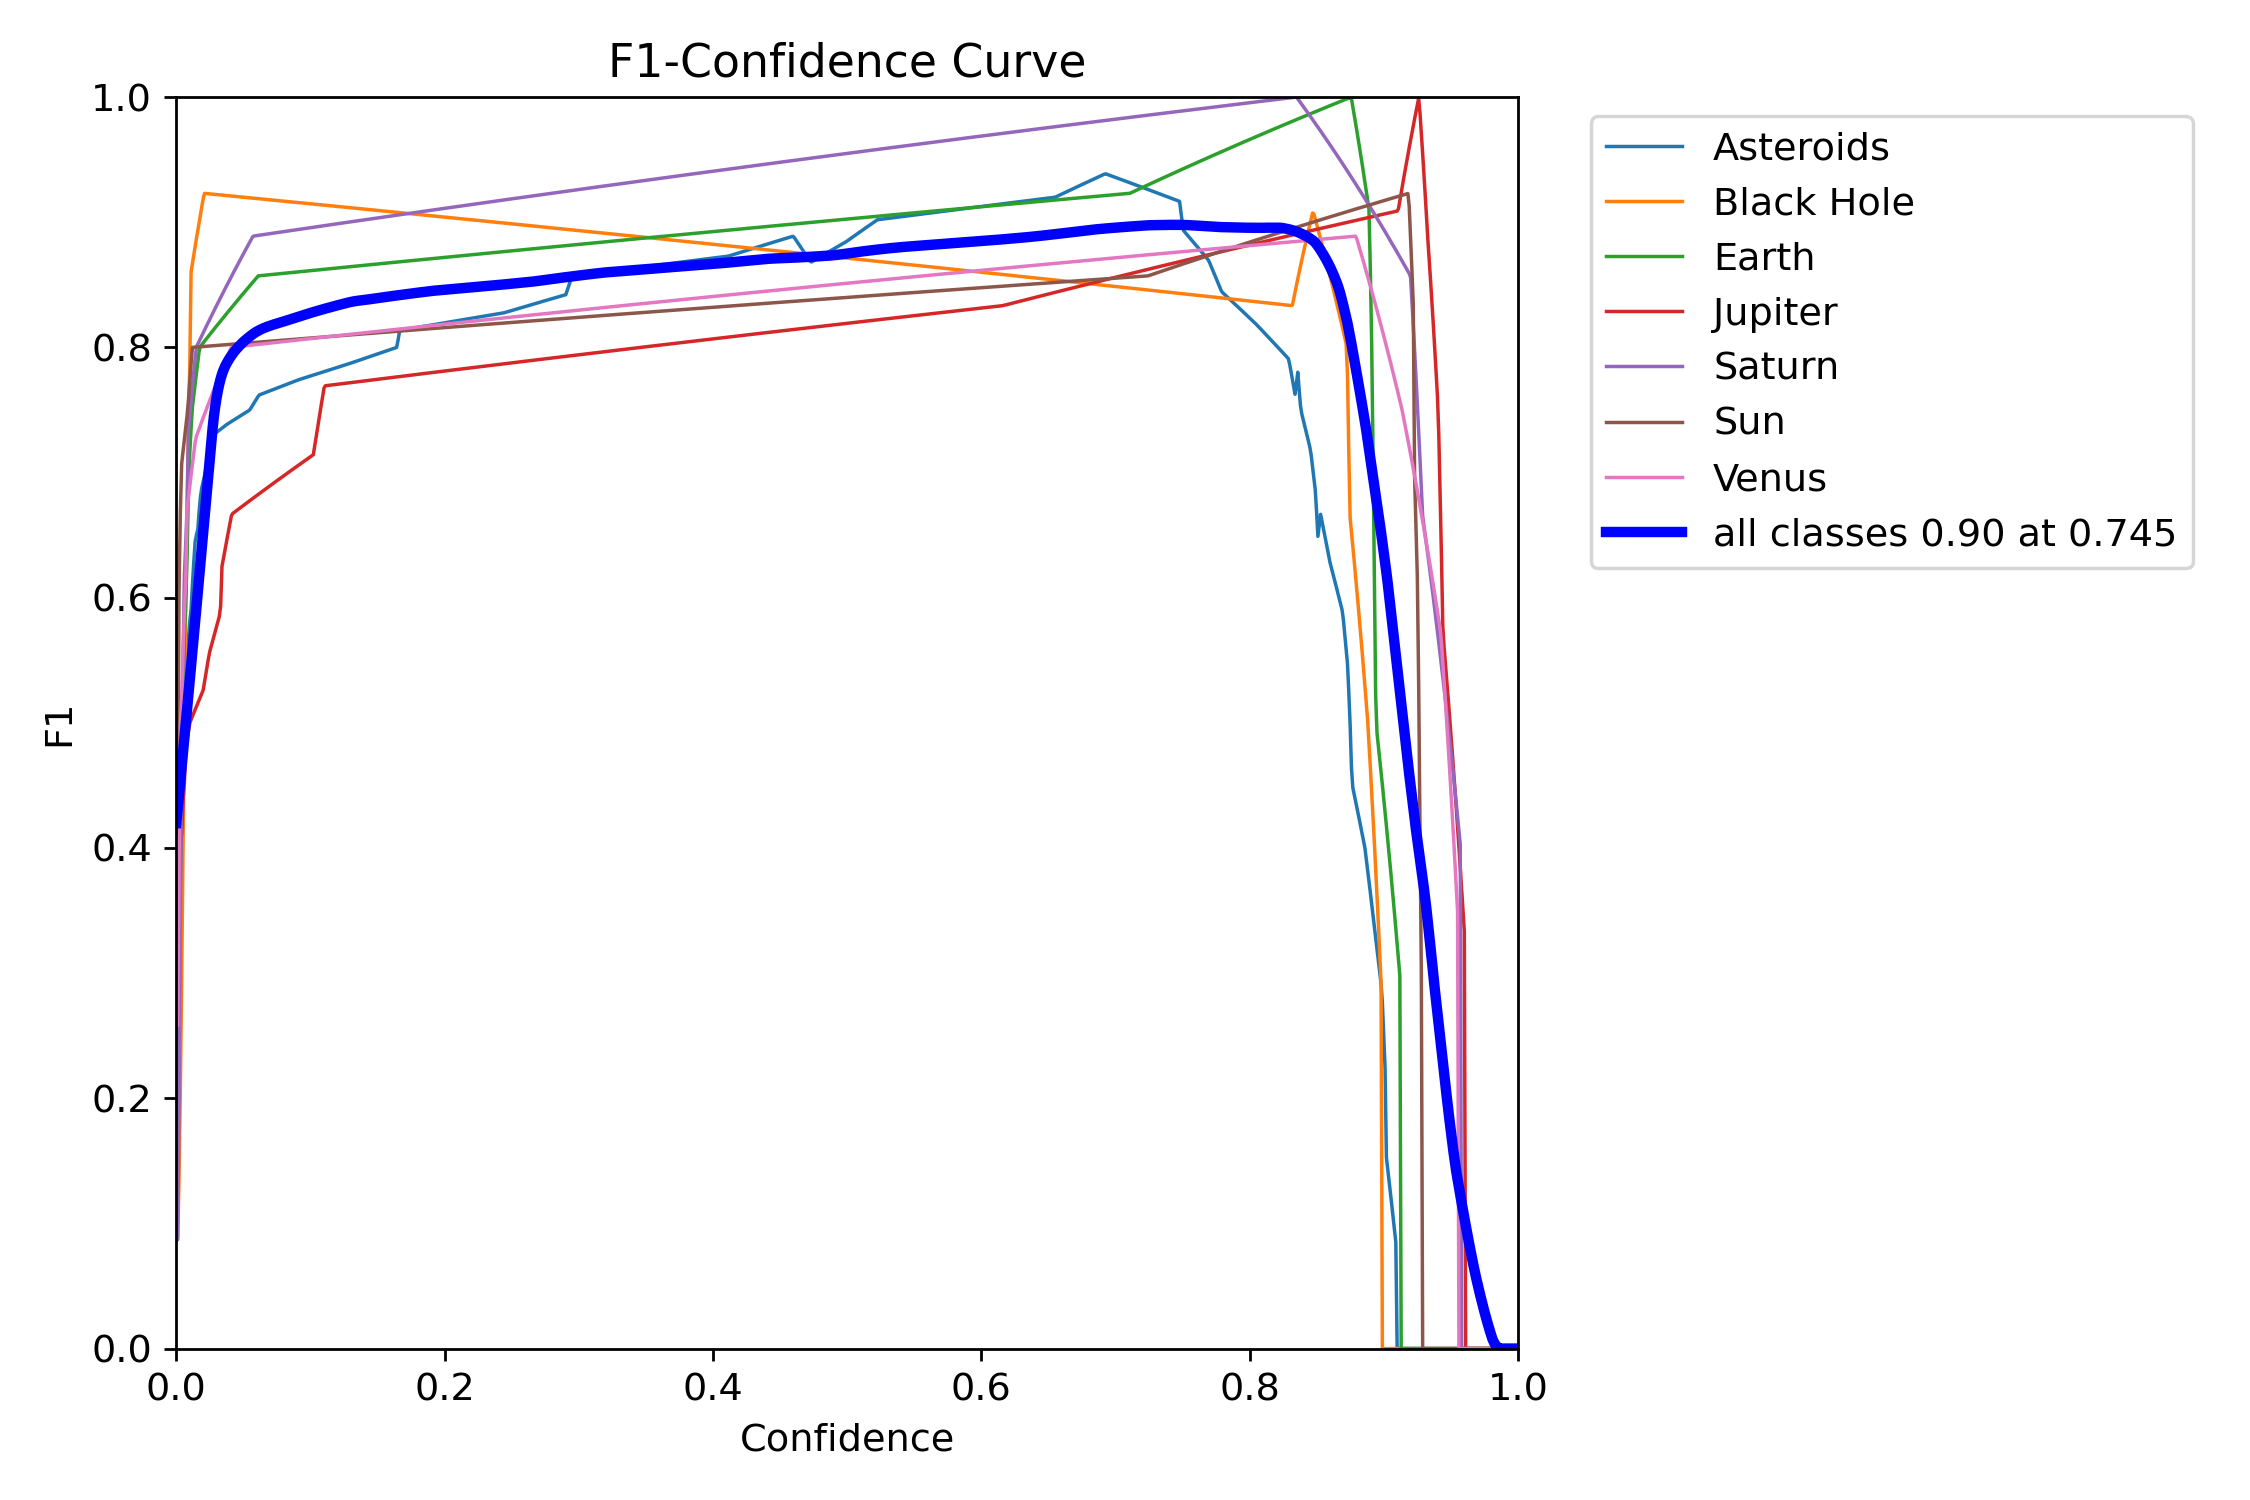 F1-Confidence Curve
1.0
0.8
0.6
0.4
0.2
0.0
F1
0.0 0.2 0.4 0.6 0.8 1.0
Confidence
Asteroids
Black Hole
Earth
Jupiter
Saturn
Sun
Venus
all classes 0.90 at 0.745